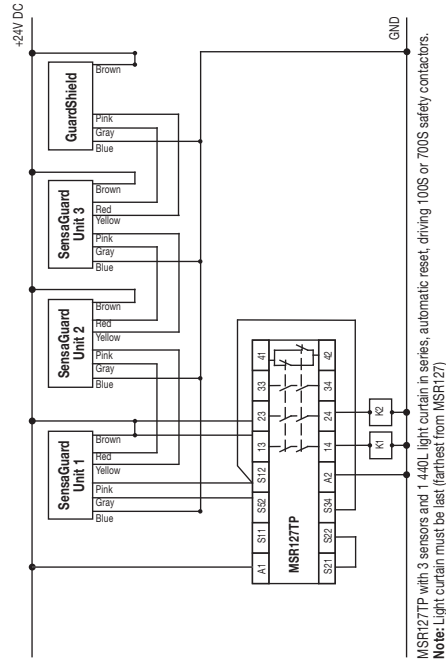 +24V DC
GuardShield
Brown
Pink
Gray
Blue
SensaGuard
Unit 3
Brown
Red
Yellow
Pink
Gray
Blue
SensaGuard
Unit 2
Brown
Red
Yellow
Pink
Gray
Blue
SensaGuard
Unit 1
Brown
Red
Yellow
Pink
Gray
Blue
A1 S11 S52 S12 13 23 33 41
MSR127TP
S21 S22 S34 A2 14 24 34 42
K1 K2
GND
MSR127TP with 3 sensors and 1 440L light curtain in series, automatic reset, driving 100S or 700S safety contactors.
Note: Light curtain must be last (farthest from MSR127)